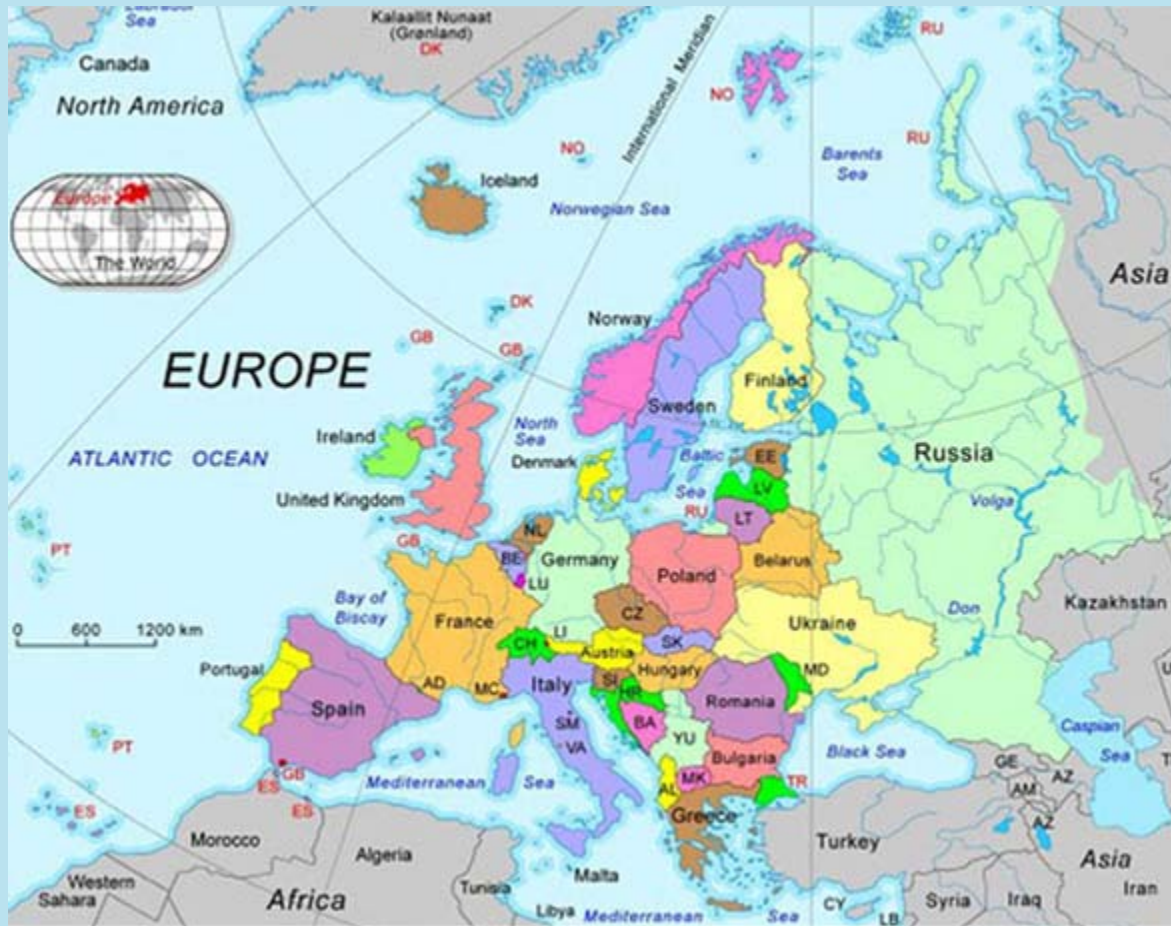 Labrador
Sea
Kalaallit Nunaat
(Grønland)
DK
RU
Canada
North America
International Meridian
NO
NO
RU
Barents
Sea
Iceland
Norwegian Sea
Europe
The World
Asia
DK
GB
GB
Norway
EUROPE
Finland
Sweden
North
Sea
Ireland
ATLANTIC OCEAN
Denmark
Baltic
Sea
EE
Russia
United Kingdom
LV
RU
LT
Volga
GB
NL
BE
Germany
Belarus
PT
LU
Poland
Bay of
Biscay
France
CZ
Ukraine
Don
Kazakhstan
0 600 1200 km
CH
LI
Austria
SK
Portugal
AD
MC
Italy
SI
HR
Hungary
MD
Romania
Spain
SM
BA
YU
VA
Caspian
Sea
PT
Black Sea
Bulgaria
GB
ES
Mediterranean
Sea
MK
AL
TR
GE
AZ
AM
AZ
ES
ES
Greece
Morocco
Algeria
Turkey
Asia
Malta
Western
Sahara
Africa
Tunisia
Libya
Mediterranean
Sea
CY
LB
Syria
Iraq
Iran